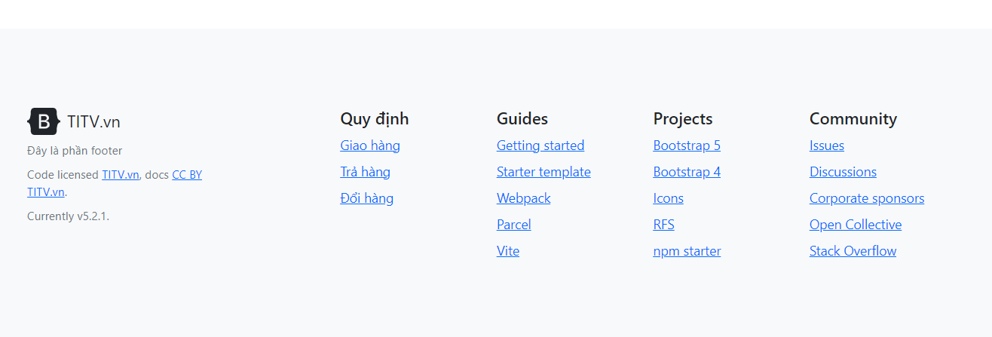 B TITV.vn
Đây là phần footer
Code licensed TITV.vn, docs CC BY
TITV.vn.
Currently v5.2.1.
Quy định
Giao hàng
Trả hàng
Đổi hàng
Guides
Getting started
Starter template
Webpack
Parcel
Vite
Projects
Bootstrap 5
Bootstrap 4
Icons
RFS
npm starter
Community
Issues
Discussions
Corporate sponsors
Open Collective
Stack Overflow